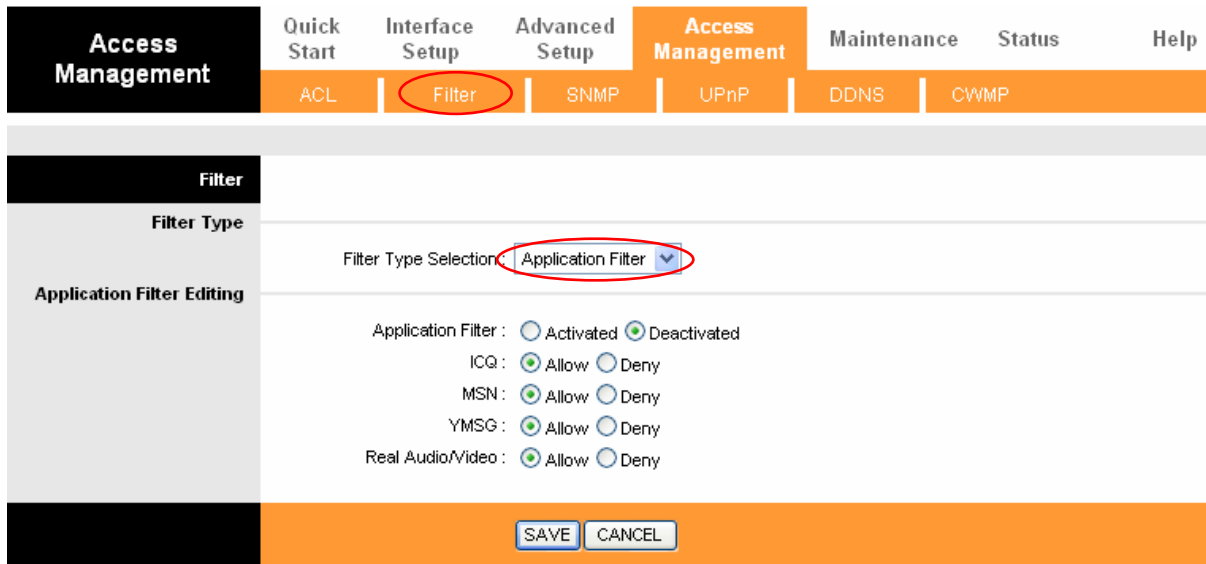 Access Management
Quick Start
Interface Setup
Advanced Setup
Access Management
Maintenance
Status
Help
ACL
Filter
SNMP
UPnP
DDNS
CWMP
Filter
Filter Type
Filter Type Selection : Application Filter
Application Filter Editing
Application Filter : Activated Deactivated
ICQ : Allow Deny
MSN : Allow Deny
YMSG : Allow Deny
Real Audio/Video : Allow Deny
SAVE CANCEL